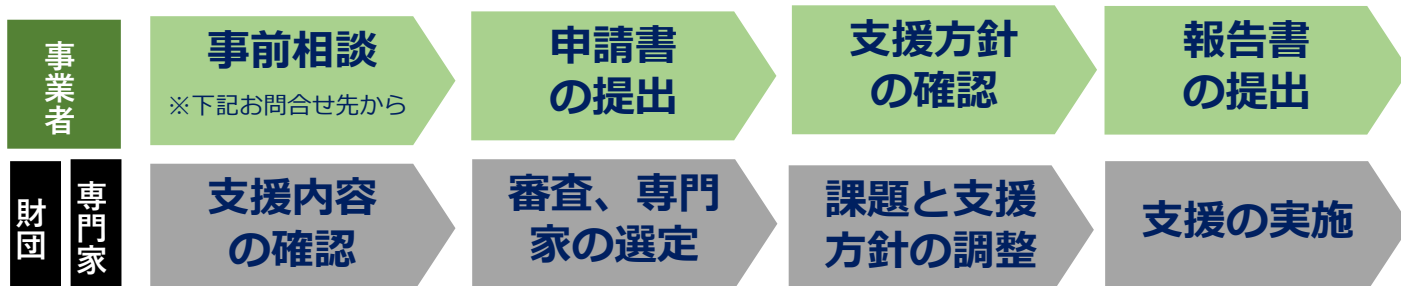 事業者
事前相談
※下記お問合せ先から
申請書
の提出
支援方針
の確認
報告書
の提出
財団
専門家
支援内容
の確認
審査、専門
家の選定
課題と支援
方針の調整
支援の実施